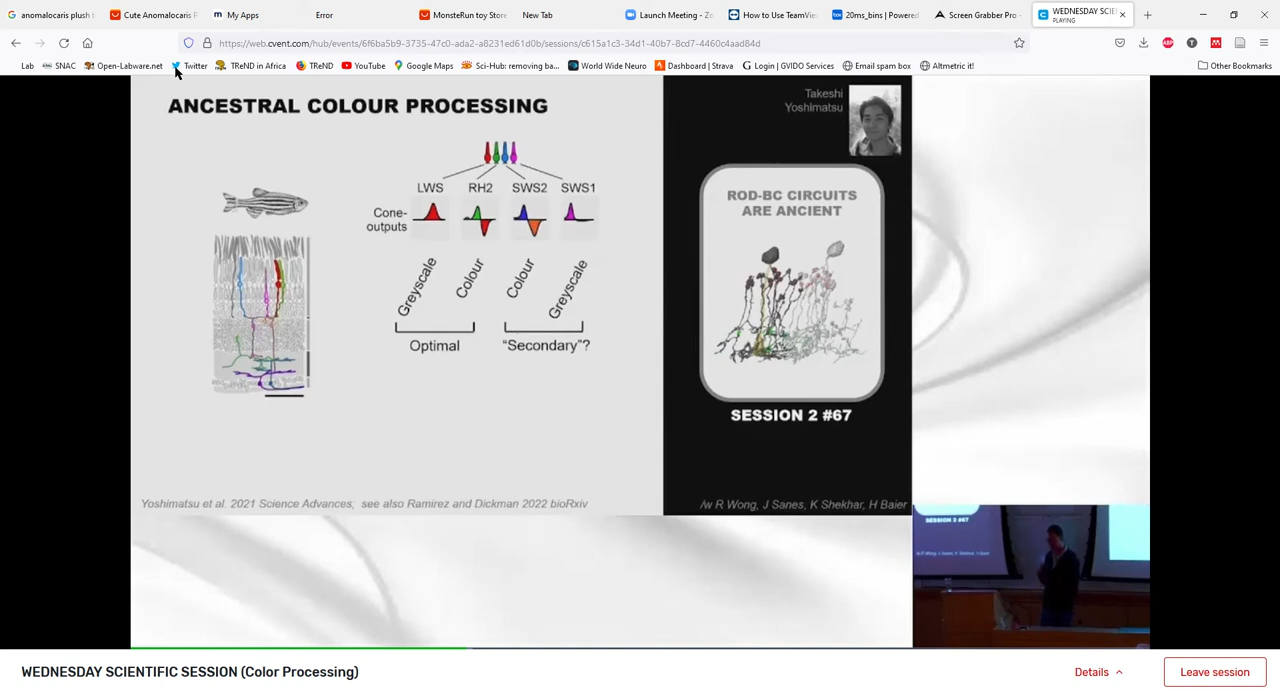 anomalocaris plush t
Cute Anomalocaris P
My Apps
Error
MonsteRun toy Store
New Tab
Launch Meeting - Zo
How to Use TeamVie
20ms_bins | Powered
Screen Grabber Pro -
WEDNESDAY SCIE
PLAYING
https://web.cvent.com/hub/events/6f6ba5b9-3735-47c0-ada2-a8231ed61d0b/sessions/c615a1c3-34d1-40b7-8cd7-4460c4aad84d
Lab
SNAC
Open-Labware.net
Twitter
TReND in Africa
TReND
YouTube
Google Maps
Sci-Hub: removing ba...
World Wide Neuro
Dashboard | Strava
Login | GVIDO Services
Email spam box
Altmetric it!
Other Bookmarks
ANCESTRAL COLOUR PROCESSING
LWS RH2 SWS2 SWS1
Cone-
outputs
Greyscale
Colour
Colour
Greyscale
Optimal
"Secondary"?
Yoshimatsu et al. 2021 Science Advances; see also Ramirez and Dickman 2022 bioRxiv
Takeshi
Yoshimatsu
ROD-BC CIRCUITS
ARE ANCIENT
SESSION 2 #67
/w R Wong, J Sanes, K Shekhar, H Baier
SESSION 2 #67
WEDNESDAY SCIENTIFIC SESSION (Color Processing)
Details
Leave session